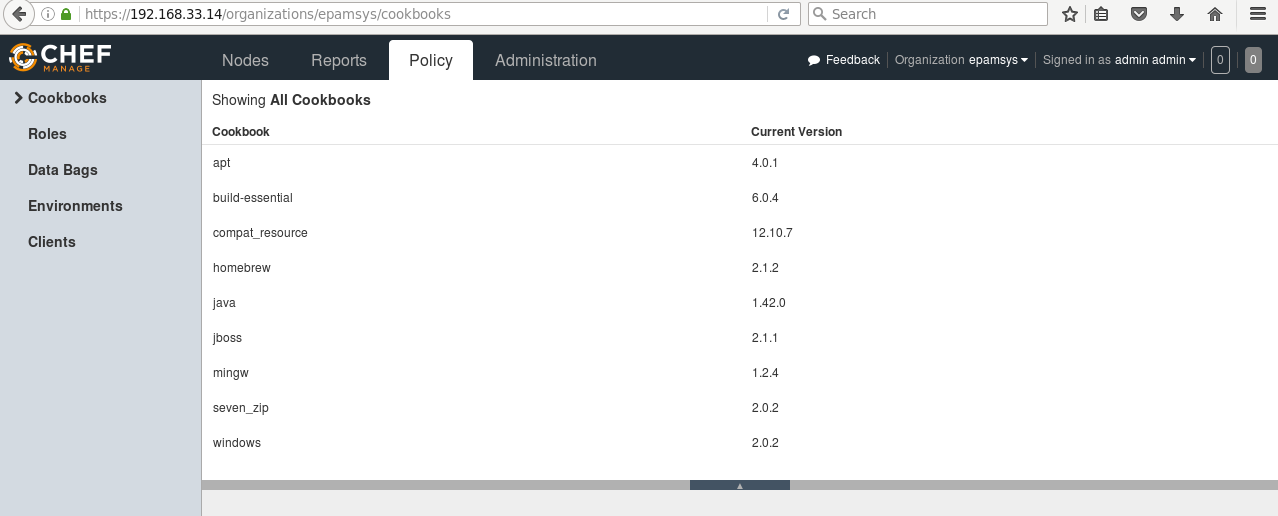 https://192.168.33.14/organizations/epamsys/cookbooks
Search
CHEF
MANAGE
Nodes
Reports
Policy
Administration
Feedback
Organization epamsys
Signed in as admin admin
0
0
Cookbooks
Roles
Data Bags
Environments
Clients
Showing All Cookbooks
Cookbook Current Version
apt 4.0.1
build-essential 6.0.4
compat_resource 12.10.7
homebrew 2.1.2
java 1.42.0
jboss 2.1.1
mingw 1.2.4
seven_zip 2.0.2
windows 2.0.2